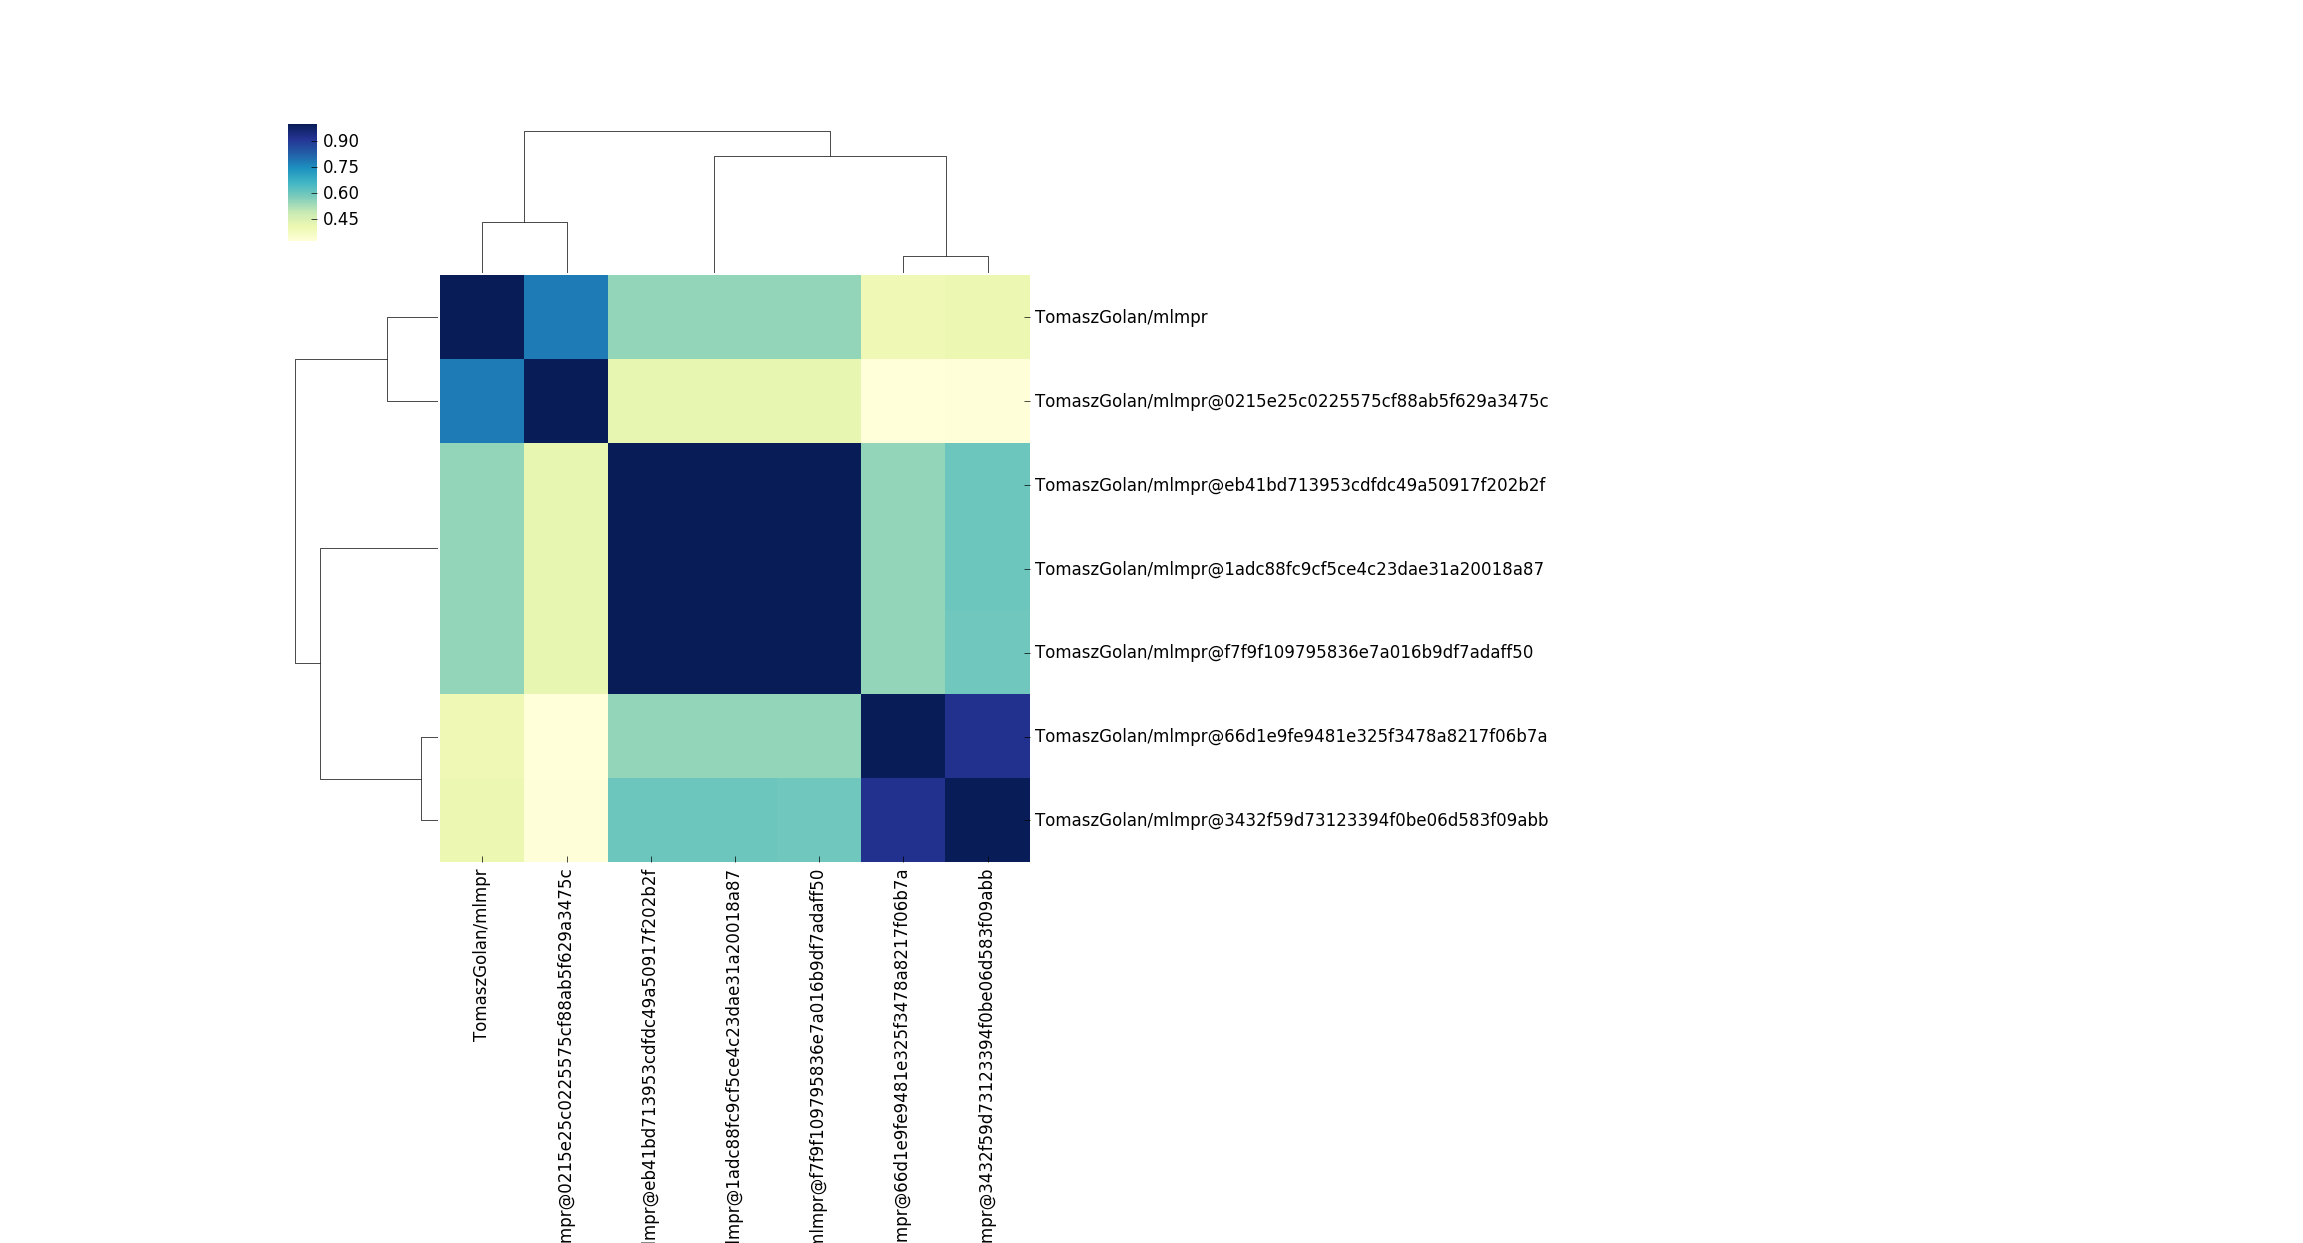 0.90
0.75
0.60
0.45
TomaszGolan/mlmpr
TomaszGolan/mlmpr@0215e25c0225575cf88ab5f629a3475c
TomaszGolan/mlmpr@eb41bd713953cdfdc49a50917f202b2f
TomaszGolan/mlmpr@1adc88fc9cf5ce4c23dae31a20018a87
TomaszGolan/mlmpr@f7f9f109795836e7a016b9df7adaff50
TomaszGolan/mlmpr@66d1e9fe9481e325f3478a8217f06b7a
TomaszGolan/mlmpr@3432f59d73123394f0be06d583f09abb
TomaszGolan/mlmpr
mpr@0215e25c0225575cf88ab5f629a3475c
lmpr@eb41bd713953cdfdc49a50917f202b2f
lmpr@1adc88fc9cf5ce4c23dae31a20018a87
mlmpr@f7f9f109795836e7a016b9df7adaff50
mpr@66d1e9fe9481e325f3478a8217f06b7a
mpr@3432f59d73123394f0be06d583f09abb